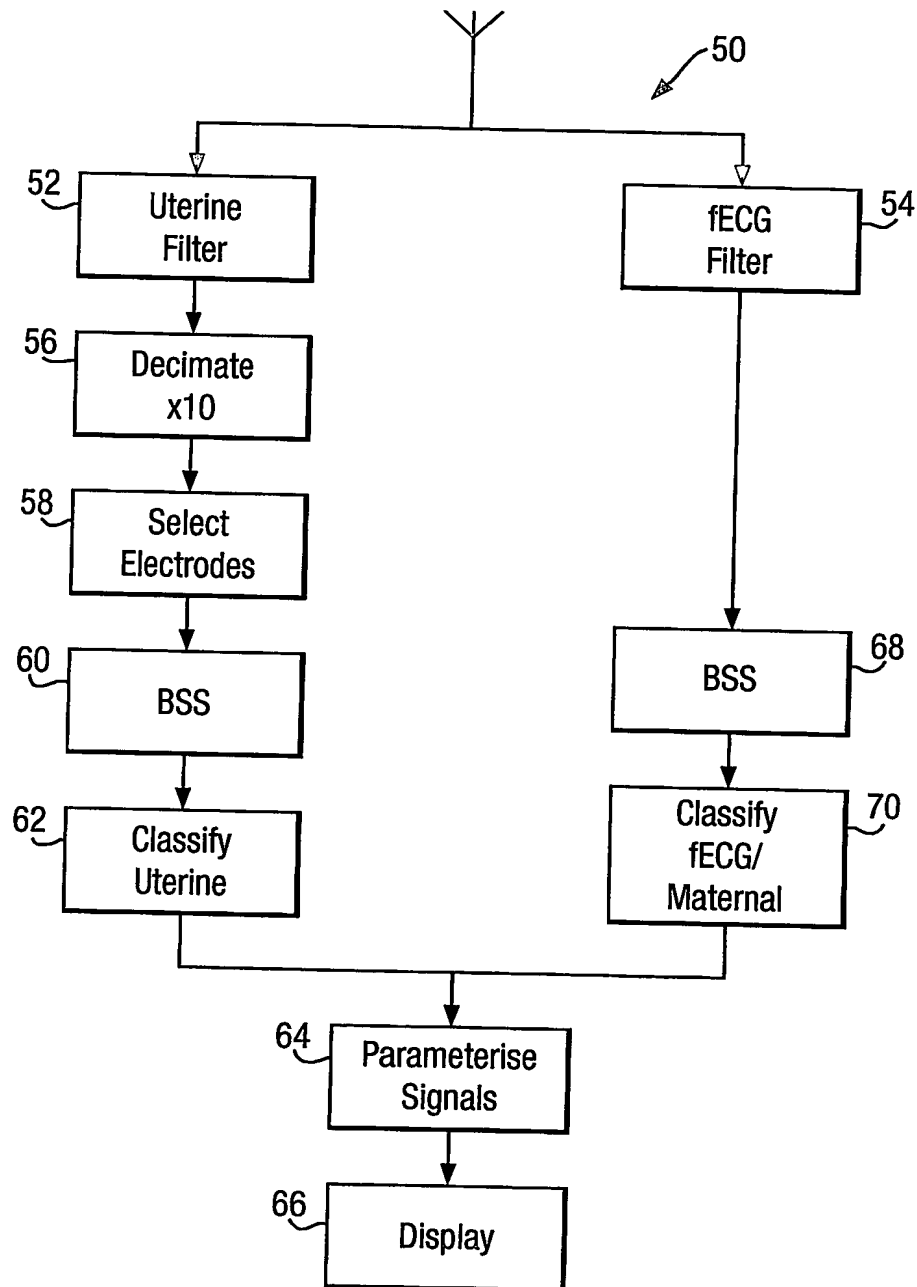 50
52
Uterine
Filter
54
fECG
Filter
56
Decimate
x10
58
Select
Electrodes
60
BSS
68
BSS
62
Classify
Uterine
70
Classify
fECG/
Maternal
64
Parameterise
Signals
66
Display